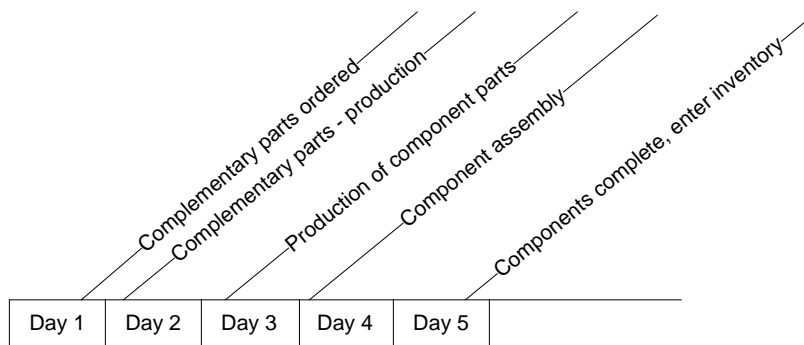 Complementary parts ordered
Complementary parts - production
Production of component parts
Component assembly
Components complete, enter inventory
Day 1
Day 2
Day 3
Day 4
Day 5